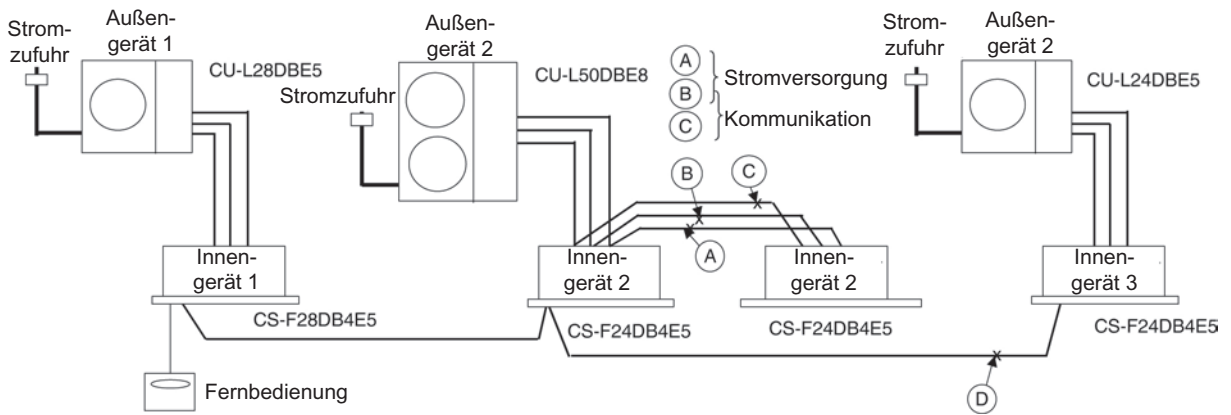 Strom-
zufuhr
Außen-
gerät 1
CU-L28DBE5
Stromzufuhr
Außen-
gerät 2
CU-L50DBE8
A
B
C
Stromversorgung
Kommunikation
Strom-
zufuhr
Außen-
gerät 2
CU-L24DBE5
B
C
A
Innen-
gerät 1
CS-F28DB4E5
Innen-
gerät 2
CS-F24DB4E5
Innen-
gerät 2
CS-F24DB4E5
Innen-
gerät 3
CS-F24DB4E5
Fernbedienung
D